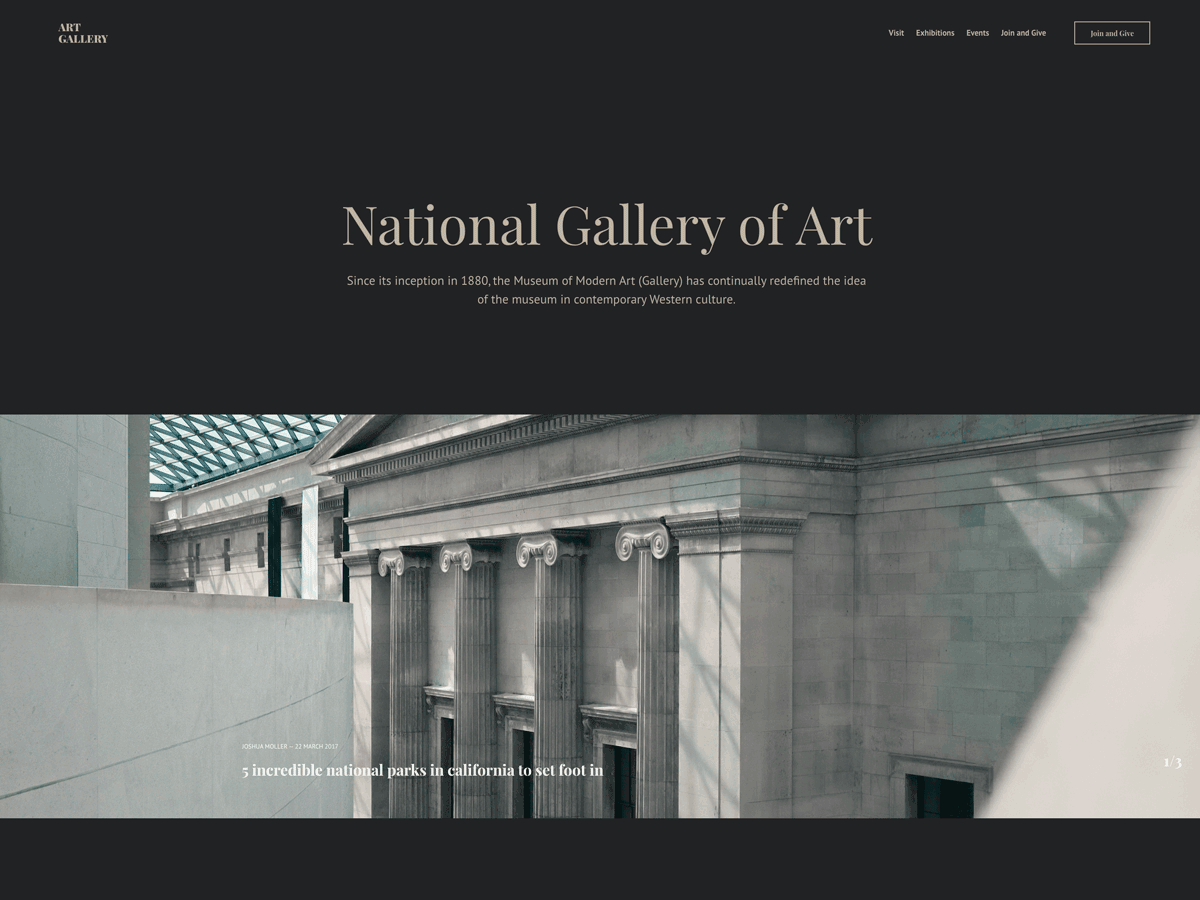 ART
GALLERY
Visit Exhibitions Events Join and Give Join and Give
National Gallery of Art
Since its inception in 1880, the Museum of Modern Art (Gallery) has continually redefined the idea
of the museum in contemporary Western culture.
JOSHUA MOLLER — 23 MARCH 2017
5 incredible national parks in california to set foot in
1/3